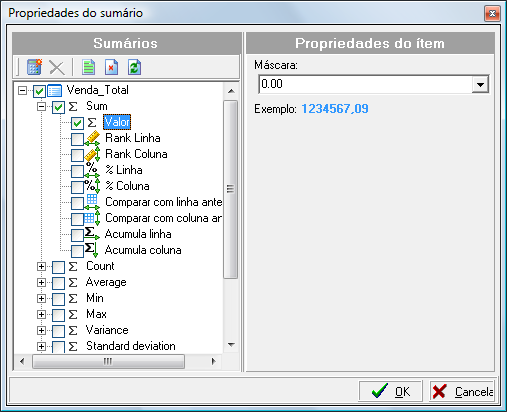 Propriedades do sumário
Sumários
Venda_Total
Sum
Valor
Rank Linha
Rank Coluna
% Linha
% Coluna
Comparar com linha ante
Comparar com coluna an
Acumula linha
Acumula coluna
Count
Average
Min
Max
Variance
Standard deviation
Propriedades do ítem
Máscara:
0.00
Exemplo: 1234567,09
OK
Cancela